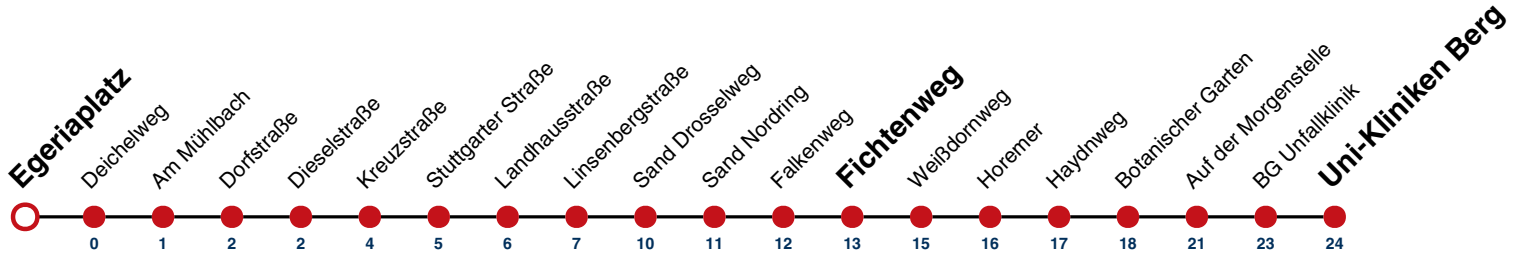 Egeriaplatz
Deichelweg
Am Mühlbach
Dorfstraße
Dieselstraße
Kreuzstraße
Stuttgarter Straße
Landhausstraße
Linsenbergstraße
Sand Drosselweg
Sand Nordring
Falkenweg
Fichtenweg
Weißdornweg
Horemer
Haydnweg
Botanischer Garten
Auf der Morgenstelle
BG Unfallklinik
Uni-Kliniken Berg
0 1 2 2 4 5 6 7 10 11 12 13 15 16 17 18 21 23 24